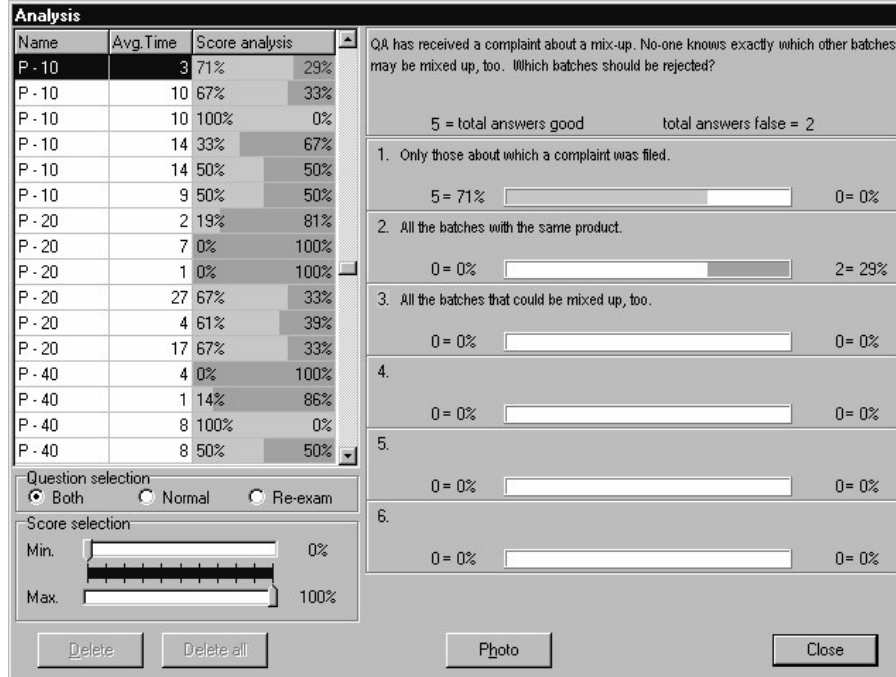 Analysis
Name Avg.Time Score analysis
P - 10 3 71% 29%
P - 10 10 67% 33%
P - 10 10 100% 0%
P - 10 14 33% 67%
P - 10 14 50% 50%
P - 10 9 50% 50%
P - 20 2 19% 81%
P - 20 7 0% 100%
P - 20 1 0% 100%
P - 20 27 67% 33%
P - 20 4 61% 39%
P - 20 17 67% 33%
P - 40 4 0% 100%
P - 40 1 14% 86%
P - 40 8 100% 0%
P - 40 8 50% 50%
Question selection
Both Normal Re-exam
Score selection
Min. 0%
Max. 100%
Delete Delete all
QA has received a complaint about a mix-up. No-one knows exactly which other batches
may be mixed up, too. Which batches should be rejected?
5 = total answers good total answers false = 2
1. Only those about which a complaint was filed.
5 = 71% 0= 0%
2. All the batches with the same product.
0 = 0% 2= 29%
3. All the batches that could be mixed up, too.
0 = 0% 0= 0%
4.
0 = 0% 0= 0%
5.
0 = 0% 0= 0%
6.
0 = 0% 0= 0%
Photo Close